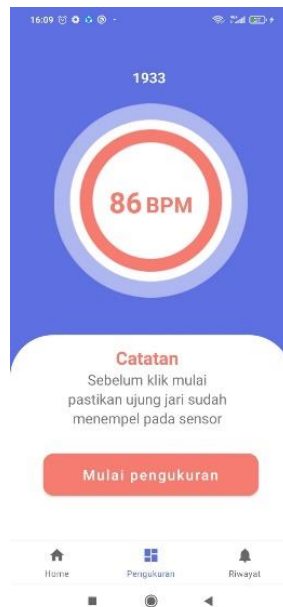 16:09
1933
86 BPM
Catatan
Sebelum klik mulai
pastikan ujung jari sudah
menempel pada sensor
Mulai pengukuran
Home Pengukuran Riwayat